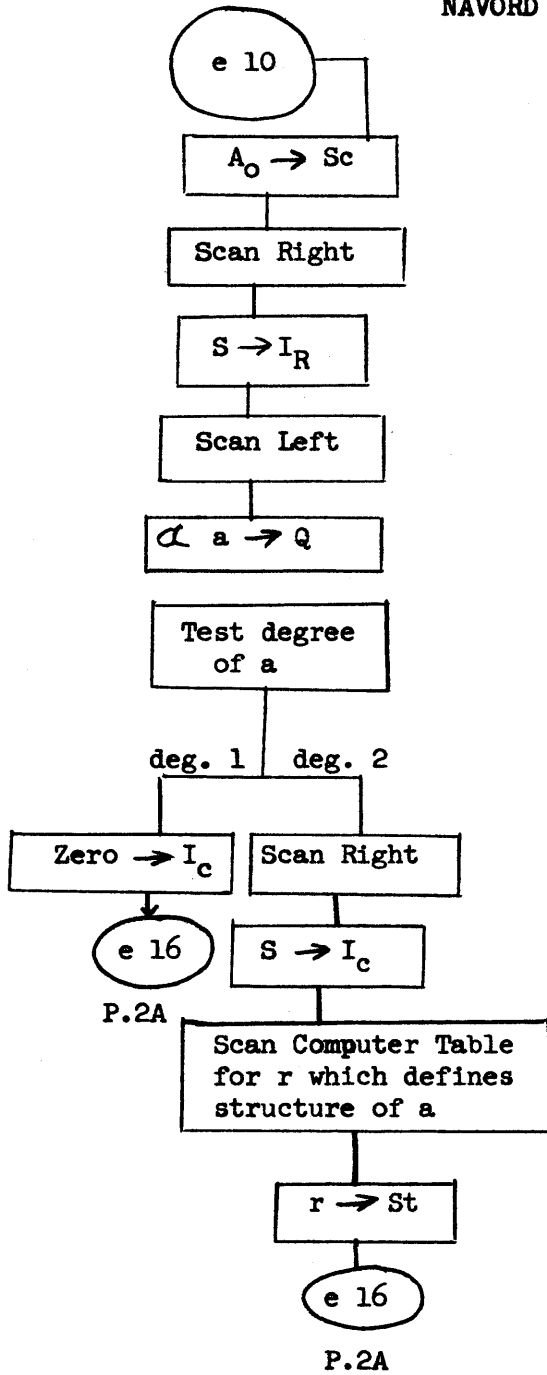 NAVORD
e 10
A₀ → Sc
Scan Right
S → I_R
Scan Left
α a → Q
Test degree
of a
deg. 1 deg. 2
Zero → I_c
Scan Right
e 16
S → I_c
P.2A
Scan Computer Table
for r which defines
structure of a
r → St
e 16
P.2A